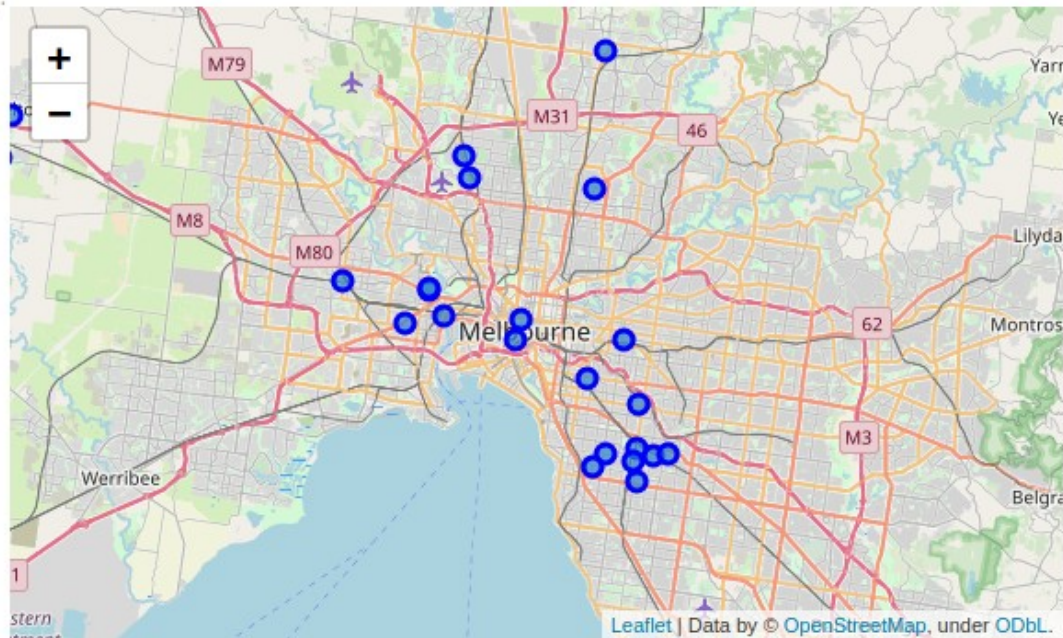 +
−
M79
M31
46
Yarr
Ye
M8
M80
Lilyda
Melbourne
62
Montros
M3
Werribee
Belgra
1
stern
Leaflet | Data by © OpenStreetMap, under ODbL.